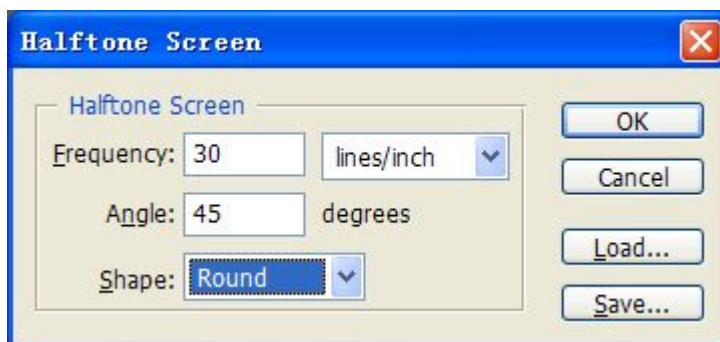 Halftone Screen
Halftone Screen
Frequency: 30 lines/inch
Angle: 45 degrees
Shape: Round
OK
Cancel
Load...
Save...